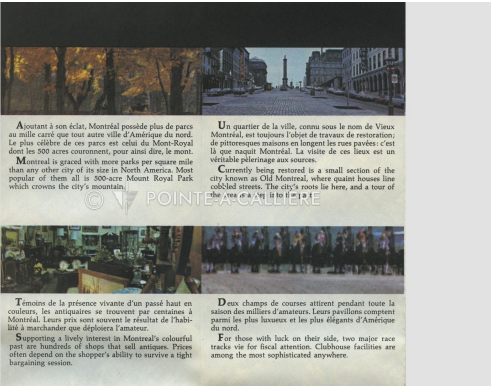 Ajoutant à son éclat, Montréal possède plus de parcs
au mille carré que tout autre ville d'Amérique du nord.
Le plus célèbre de ces parcs est celui du Mont-Royal
dont les 500 acres couronnent, pour ainsi dire, le mont.
Montreal is graced with more parks per square mile
than any other city of its size in North America. Most
popular of them all is 500-acre Mount Royal Park
which crowns the city's mountain.
Un quartier de la ville, connu sous le nom de Vieux
Montréal, est toujours l'objet de travaux de restoration;
de pittoresques maisons en longent les rues pavées: c'est
là que naquit Montréal. La visite de ces lieux est un
véritable pèlerinage aux sources.
Currently being restored is a small section of the
city known as Old Montreal, where quaint houses line
cobbled streets. The city's roots lie here, and a tour of
the area is a step into the past.
© POINTE-À-CALLIÈRE
Témoins de la présence vivante d'un passé haut en
couleurs, les antiquaires se trouvent par centaines à
Montréal. Leurs prix sont souvent le résultat de l'habi-
lité à marchander que déploiera l'amateur.
Supporting a lively interest in Montreal's colourful
past are hundreds of shops that sell antiques. Prices
often depend on the shopper's ability to survive a tight
bargaining session.
Deux champs de courses attirent pendant toute la
saison des milliers d'amateurs. Leurs pavillons comptent
parmi les plus luxueux et les plus élégants d'Amérique
du nord.
For those with luck on their side, two major race
tracks vie for fiscal attention. Clubhouse facilities are
among the most sophisticated anywhere.